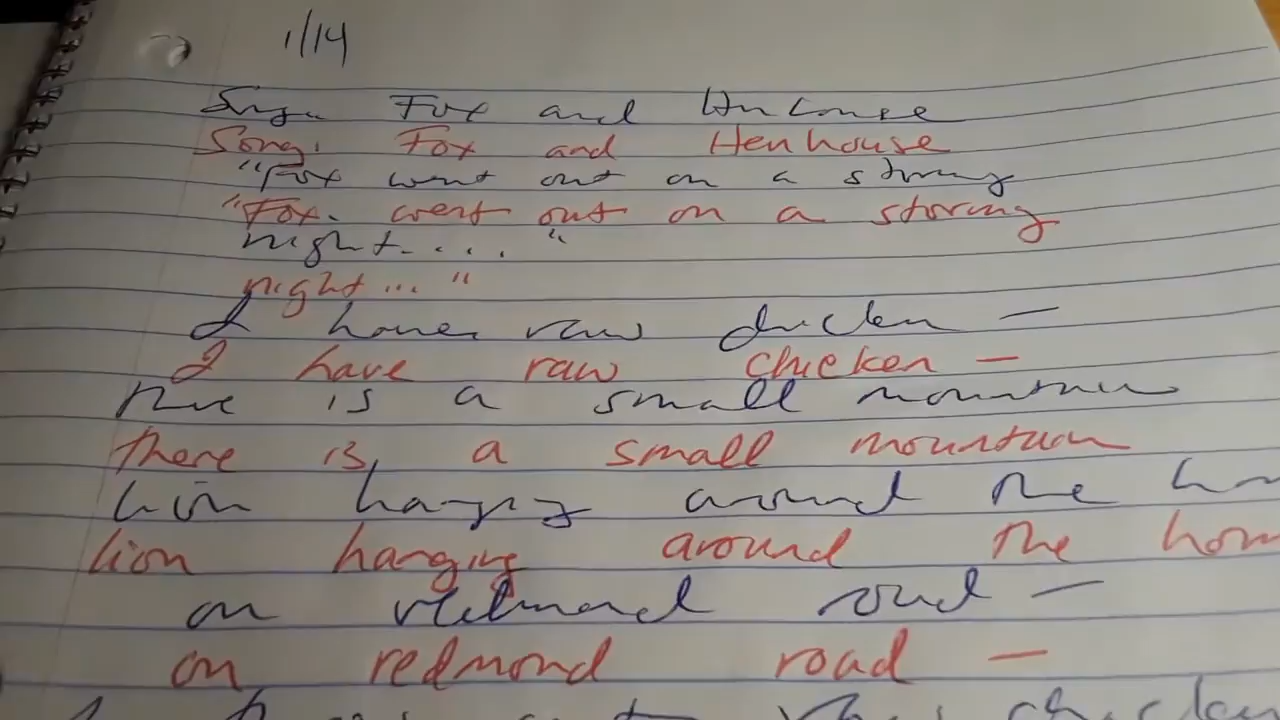 1/14
Song. Fox and Henhouse
Song. Fox and Henhouse
"Fox went out on a stormy
"Fox. went out on a stormy
night....."
night..."
I have raw chicken —
I have raw chicken —
there is a small mountain
there is, a small mountain
lion hanging around the
lion hanging around the hom
on redmond road —
on redmond road —